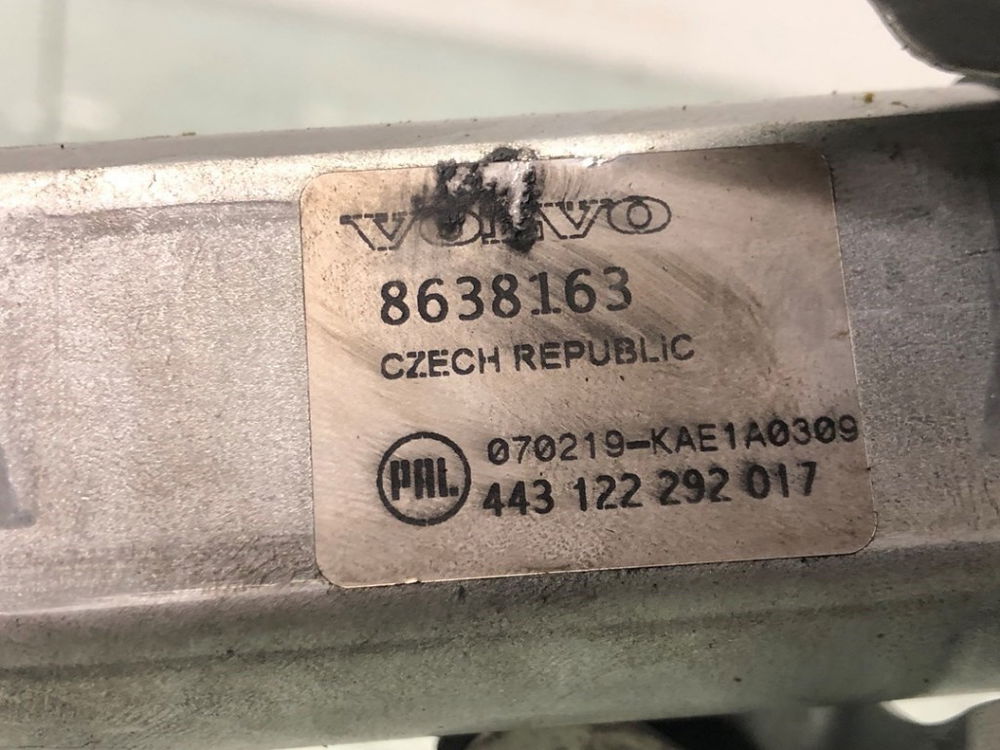 VOLVO
8638163
CZECH REPUBLIC
PAL
070219-KAE1A0309
443 122 292 017